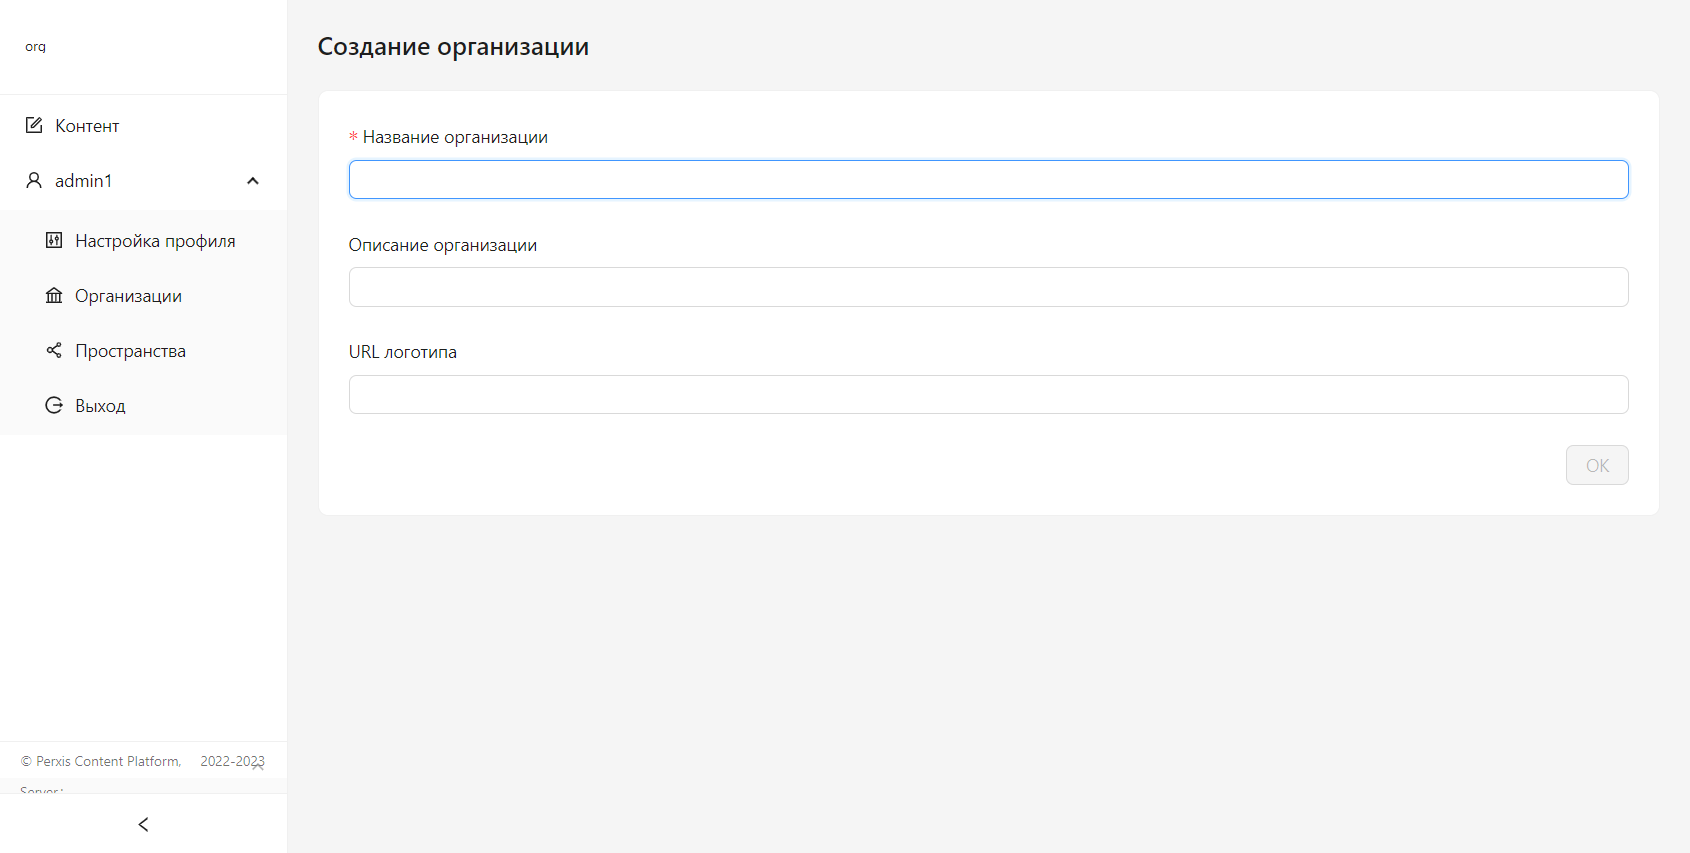 org
Контент
admin1
Настройка профиля
Организации
Пространства
Выход
© Perxis Content Platform, 2022-2023
Server:
Создание организации
* Название организации
Описание организации
URL логотипа
OK